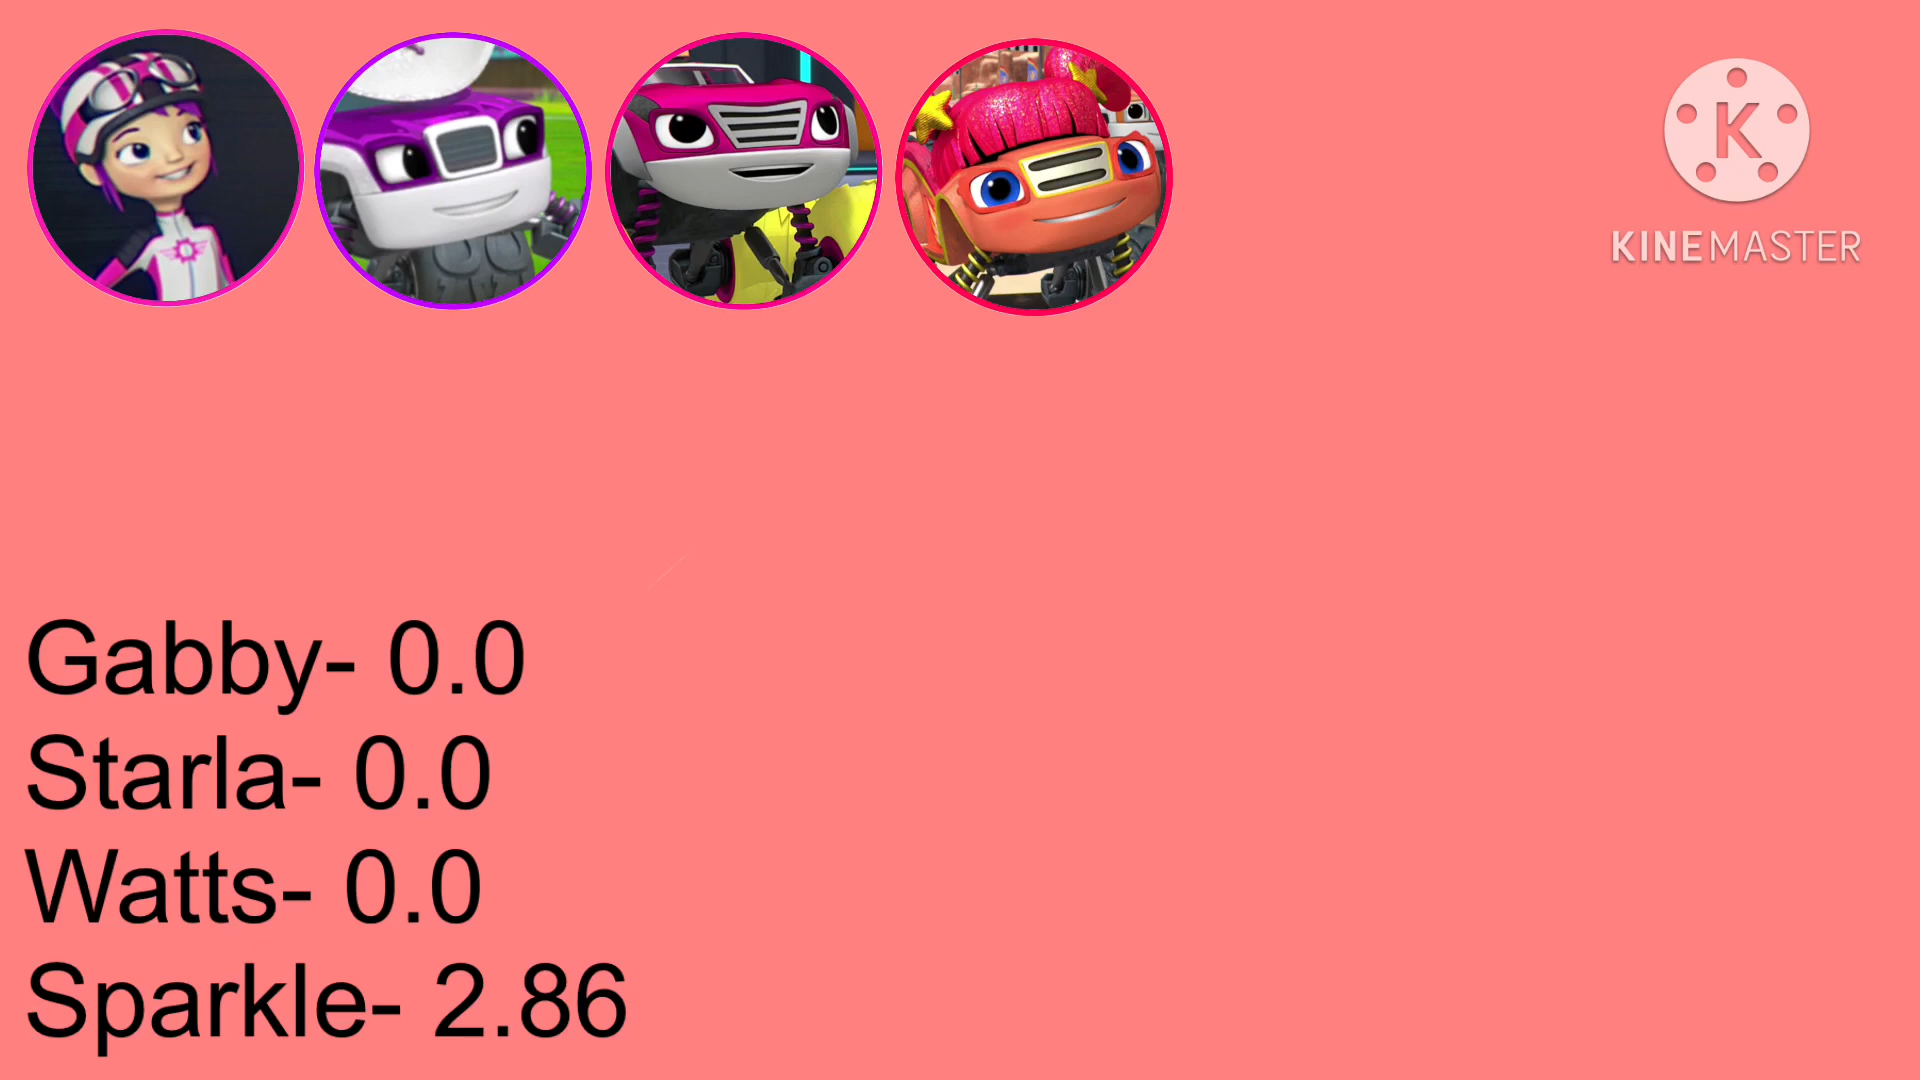 K
KINEMASTER
Gabby- 0.0
Starla- 0.0
Watts- 0.0
Sparkle- 2.86